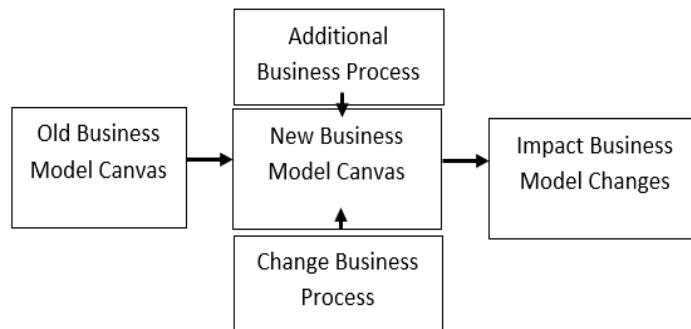 Additional
Business Process
Old Business
Model Canvas
New Business
Model Canvas
Impact Business
Model Changes
Change Business
Process